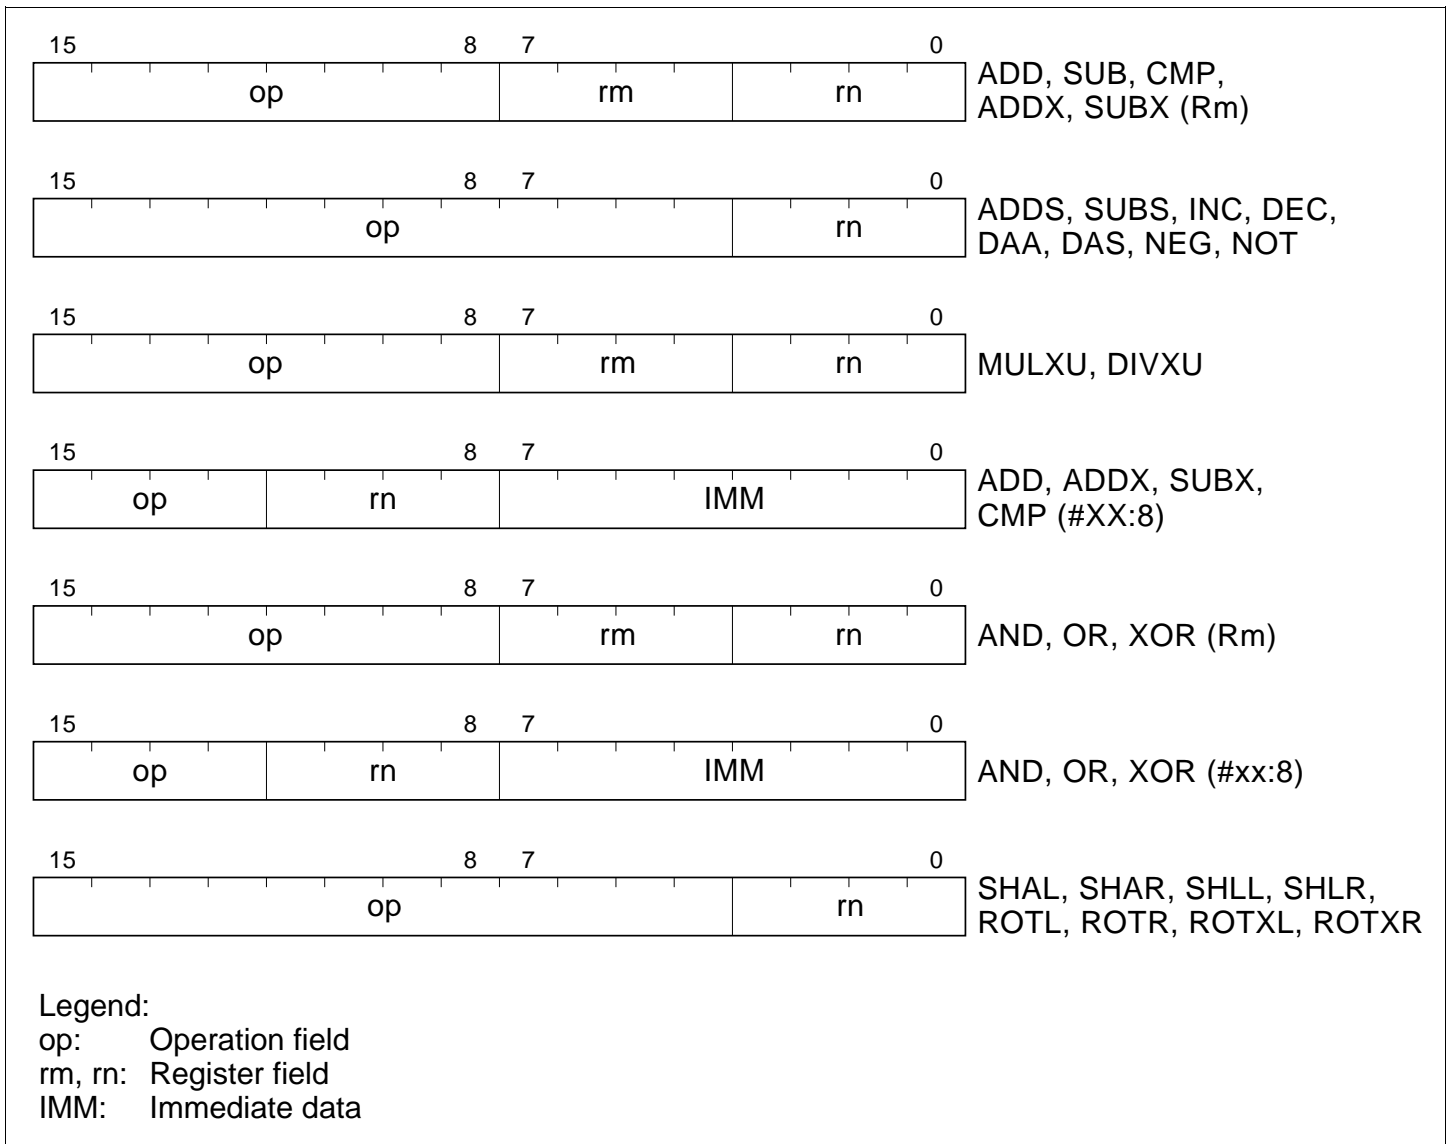 15 8 7 0
op rm rn
ADD, SUB, CMP,
ADDX, SUBX (Rm)
15 8 7 0
op rn
ADDS, SUBS, INC, DEC,
DAA, DAS, NEG, NOT
15 8 7 0
op rm rn
MULXU, DIVXU
15 8 7 0
op rn IMM
ADD, ADDX, SUBX,
CMP (#XX:8)
15 8 7 0
op rm rn
AND, OR, XOR (Rm)
15 8 7 0
op rn IMM
AND, OR, XOR (#xx:8)
15 8 7 0
op rn
SHAL, SHAR, SHLL, SHLR,
ROTL, ROTR, ROTXL, ROTXR
Legend:
op: Operation field
rm, rn: Register field
IMM: Immediate data